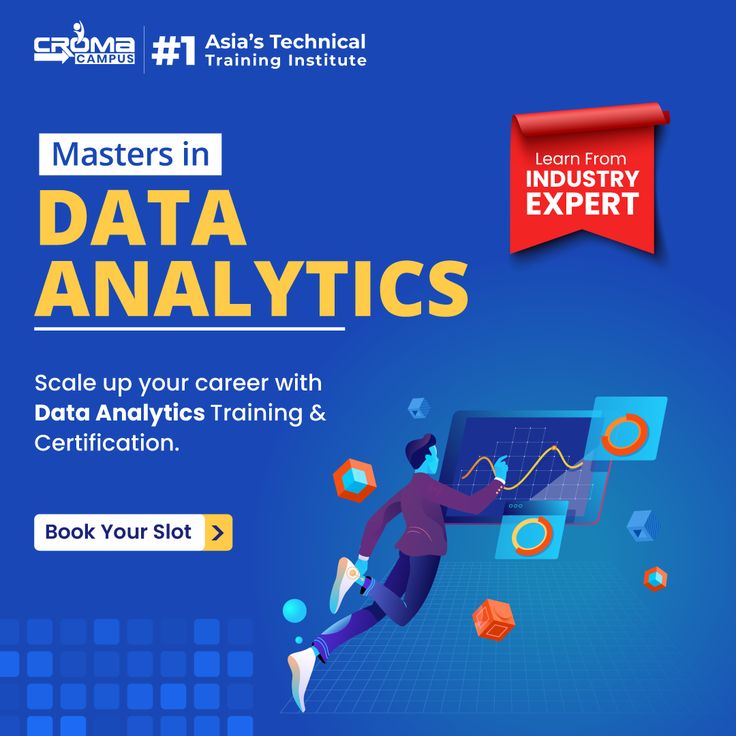 CROMA
CAMPUS
#1
Asia's Technical
Training Institute
Learn From
INDUSTRY
EXPERT
Masters in
DATA
ANALYTICS
Scale up your career with
Data Analytics Training &
Certification.
Book Your Slot